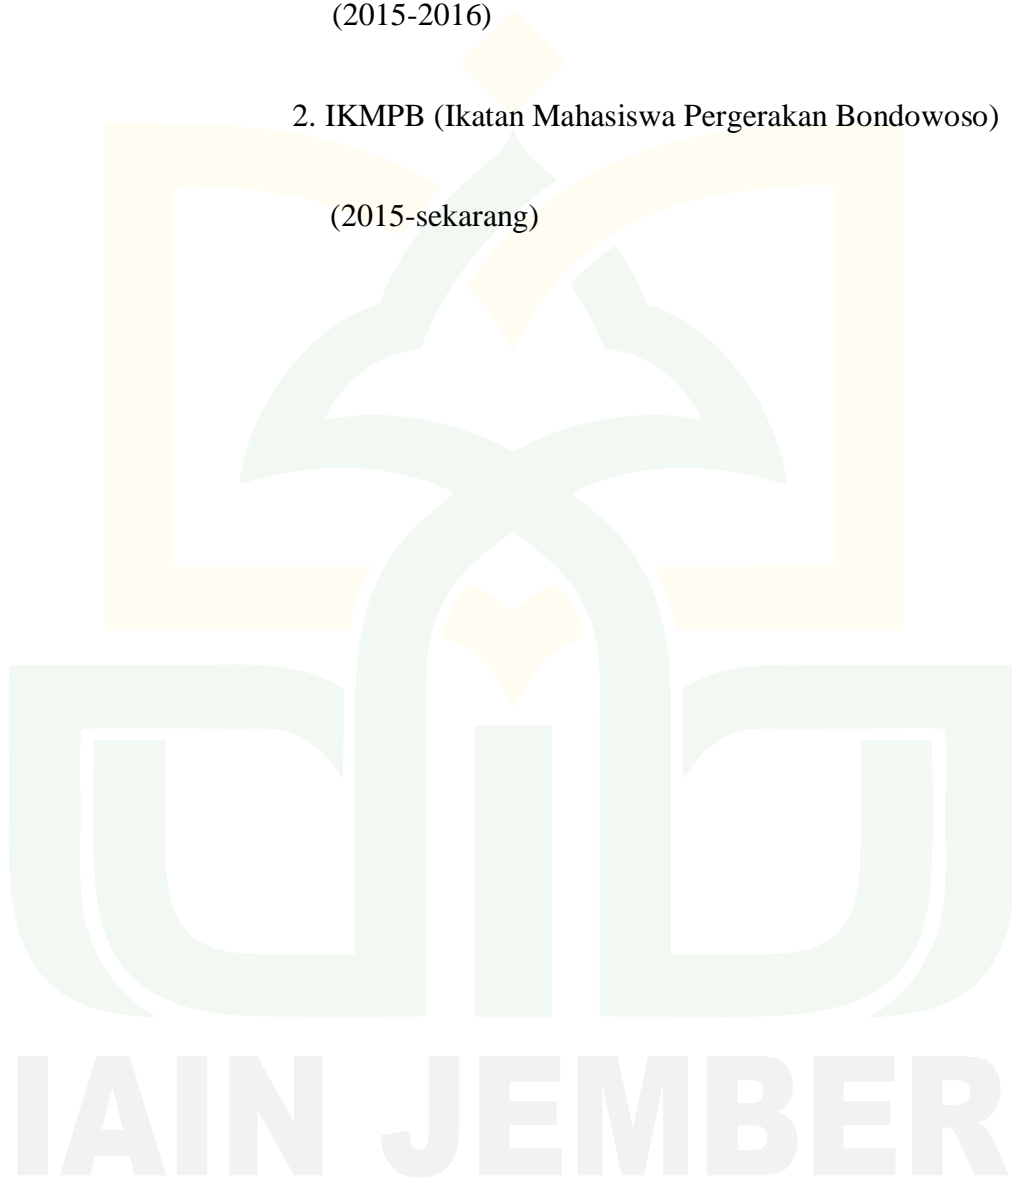 (2015-2016)
2. IKMPB (Ikatan Mahasiswa Pergerakan Bondowoso)
(2015-sekarang)
IAIN JEMBER